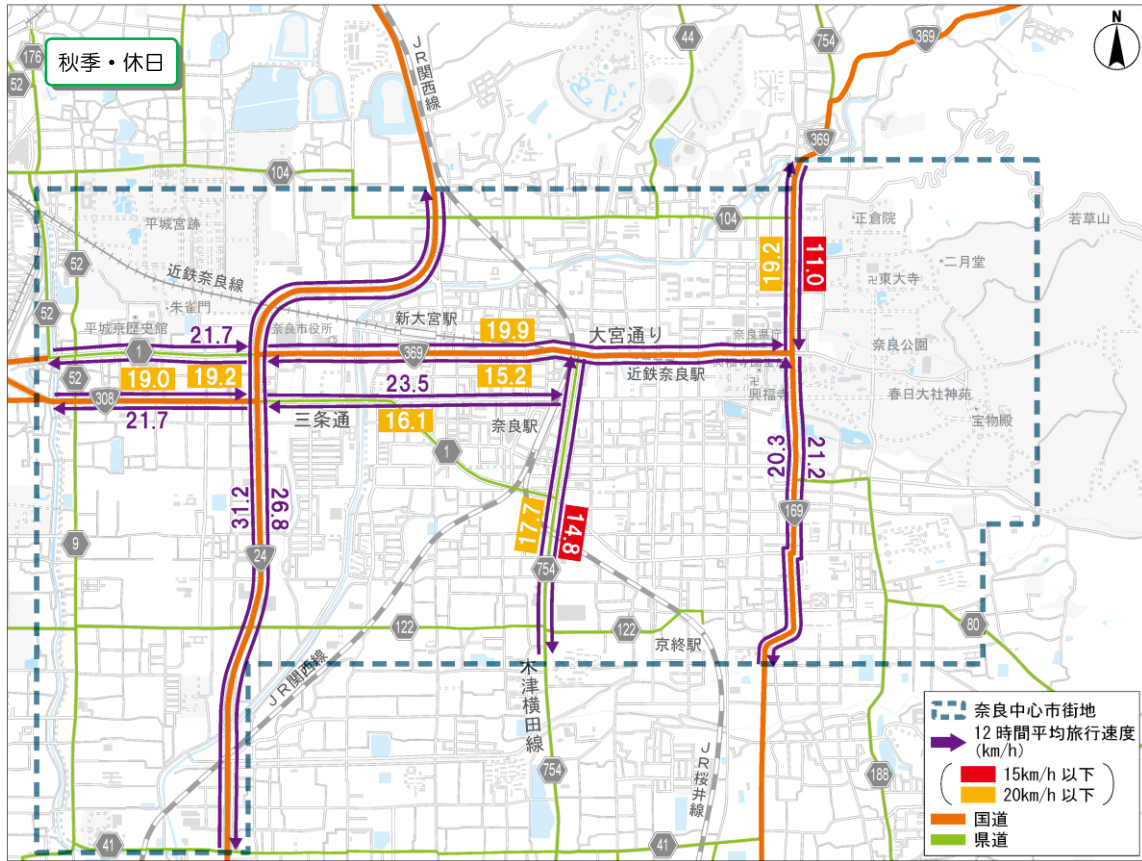 秋季・休日
N
176
52
44
754
369
369
JR関西線
104
104
平城宮跡
正倉院
若草山
二月堂
卍東大寺
52
52
近鉄奈良線
朱雀門
平城京歴史館
21.7
奈良市役所
新大宮駅
19.9
大宮通り
奈良県庁
奈良公園
19.2
11.0
1
369
近鉄奈良駅
52
19.0
19.2
23.5
15.2
卍
興福寺
春日大社神苑
宝物殿
308
21.7
三条通
16.1
奈良駅
1
20.3
21.2
31.2
26.8
17.7
14.8
169
9
24
754
122
122
80
京終駅
JR関西線
木津横田線
JR桜井線
754
188
41
41
奈良中心市街地
12時間平均旅行速度
(km/h)
15km/h 以下
20km/h 以下
国道
県道